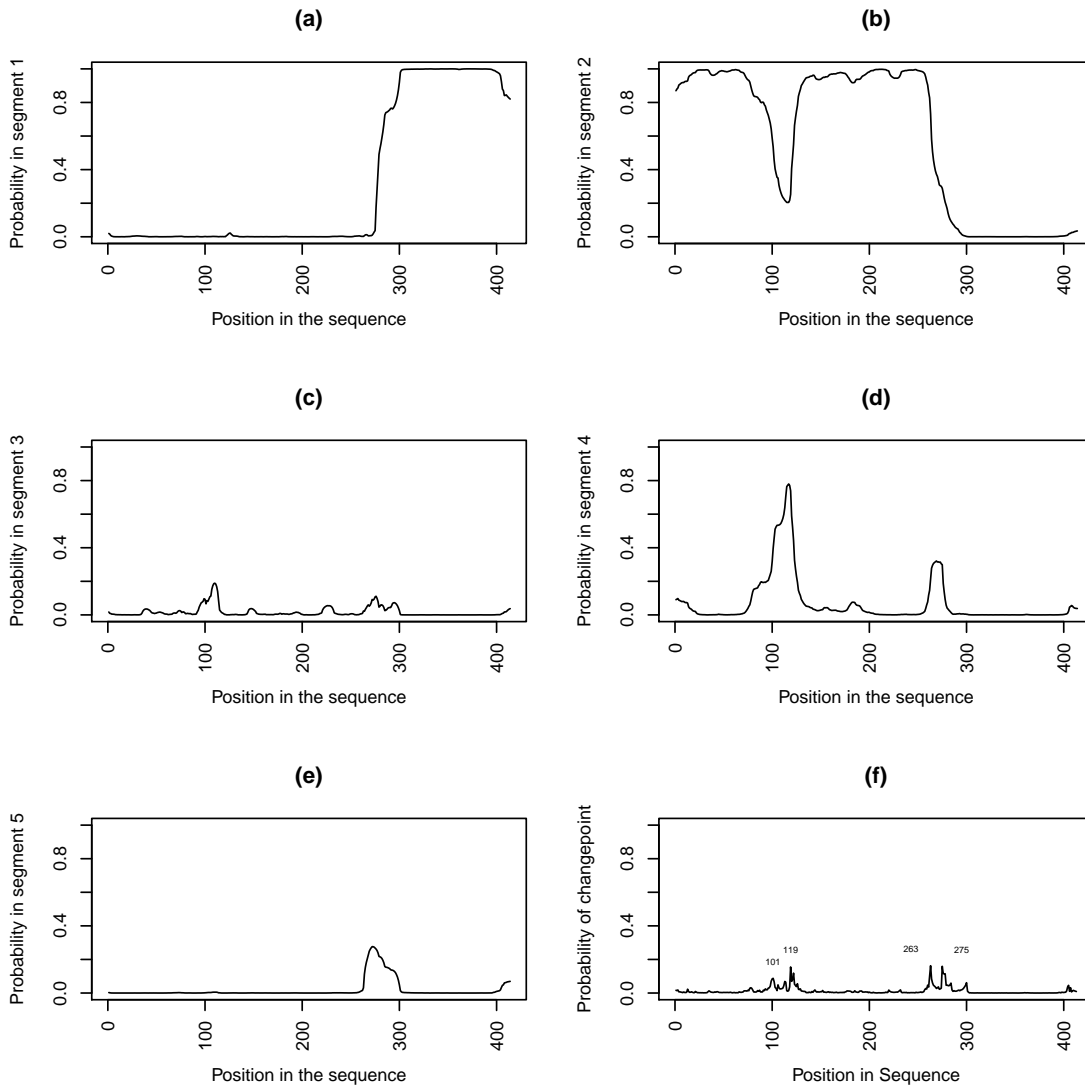 (a)
Probability in segment 1
0.0 0.4 0.8
0 100 200 300 400
Position in the sequence
(b)
Probability in segment 2
0.0 0.4 0.8
0 100 200 300 400
Position in the sequence
(c)
Probability in segment 3
0.0 0.4 0.8
0 100 200 300 400
Position in the sequence
(d)
Probability in segment 4
0.0 0.4 0.8
0 100 200 300 400
Position in the sequence
(e)
Probability in segment 5
0.0 0.4 0.8
0 100 200 300 400
Position in the sequence
(f)
Probability of changepoint
0.0 0.4 0.8
101 119 263 275
0 100 200 300 400
Position in Sequence